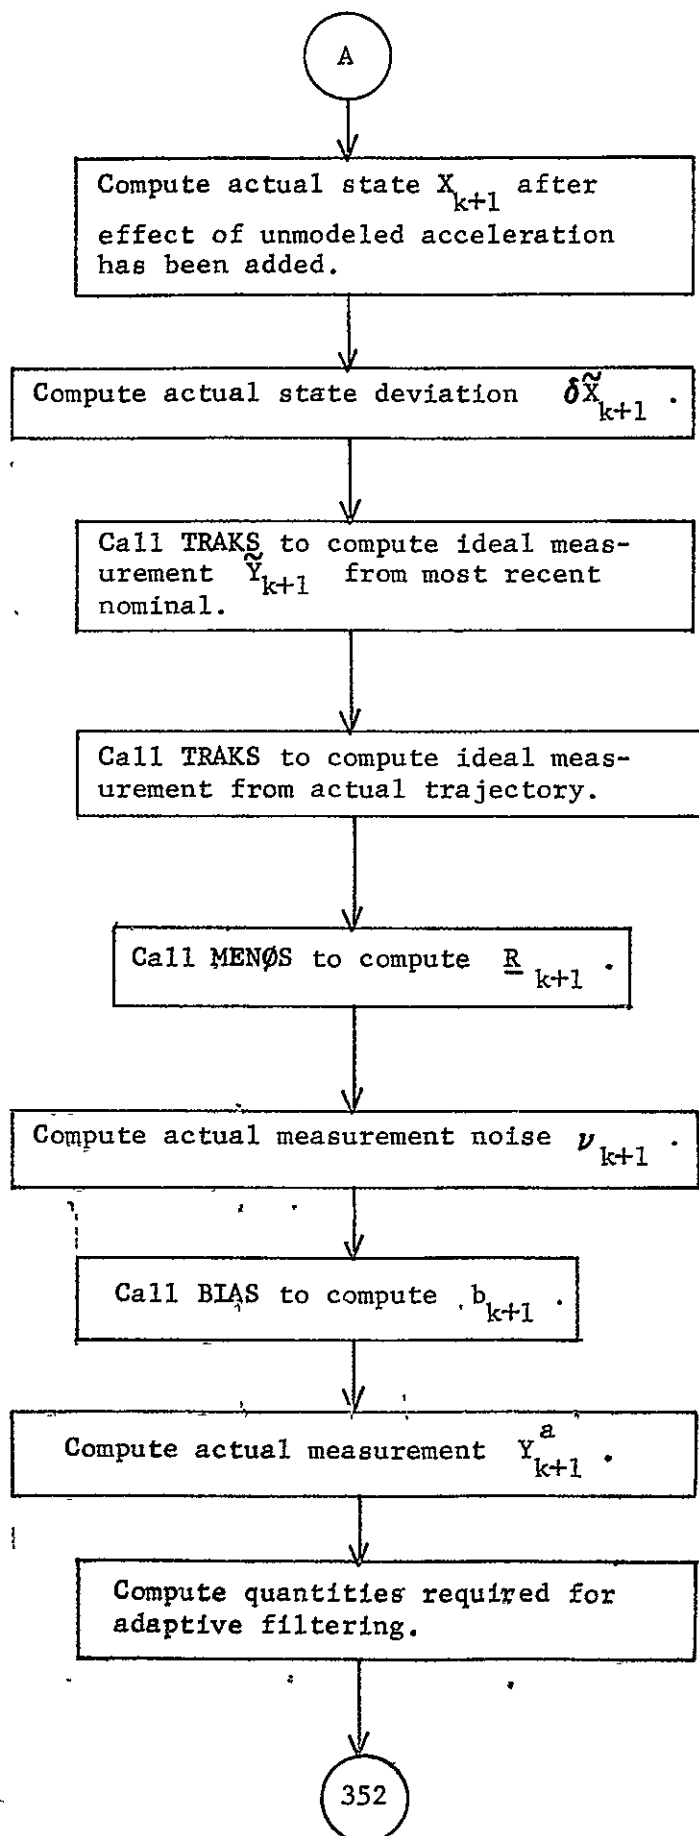 A
Compute actual state X_{k+1} after
effect of unmodeled acceleration
has been added.
Compute actual state deviation δX̃_{k+1} .
Call TRAKS to compute ideal meas-
urement Ỹ_{k+1} from most recent
nominal.
Call TRAKS to compute ideal meas-
urement from actual trajectory.
Call MENØS to compute R̲_{k+1} .
Compute actual measurement noise ν_{k+1} .
Call BIAS to compute b_{k+1} .
Compute actual measurement Y^a_{k+1} .
Compute quantities required for
adaptive filtering.
352